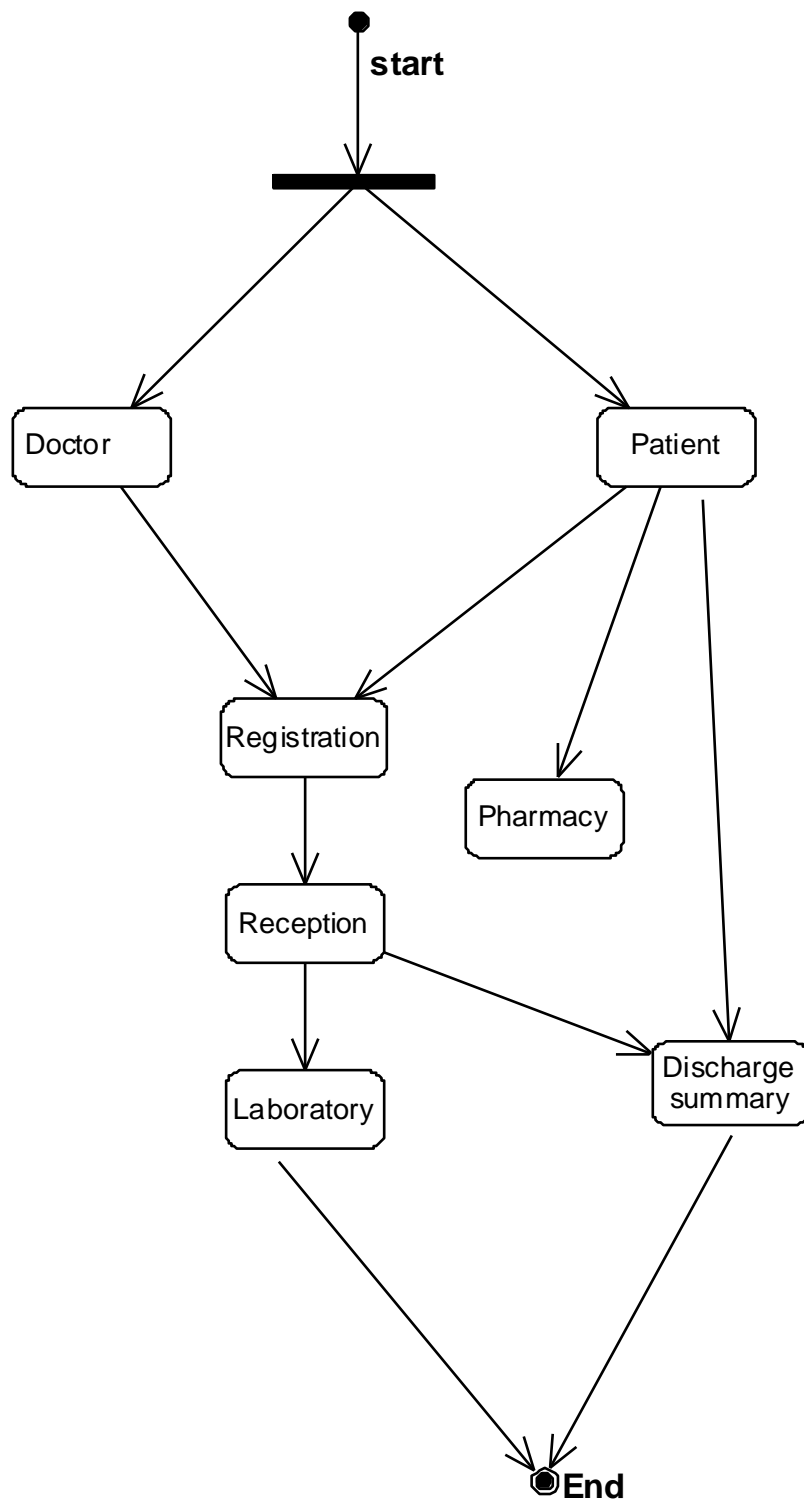 start
Doctor
Patient
Registration
Pharmacy
Reception
Discharge
summary
Laboratory
End